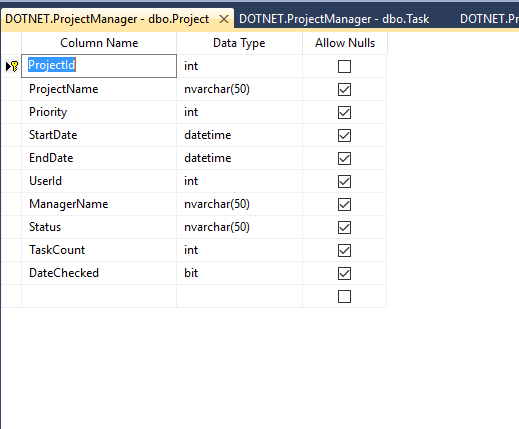 DOTNET.ProjectManager - dbo.Project DOTNET.ProjectManager - dbo.Task DOTNET.Pr
Column Name Data Type Allow Nulls
ProjectId int
ProjectName nvarchar(50)
Priority int
StartDate datetime
EndDate datetime
UserId int
ManagerName nvarchar(50)
Status nvarchar(50)
TaskCount int
DateChecked bit